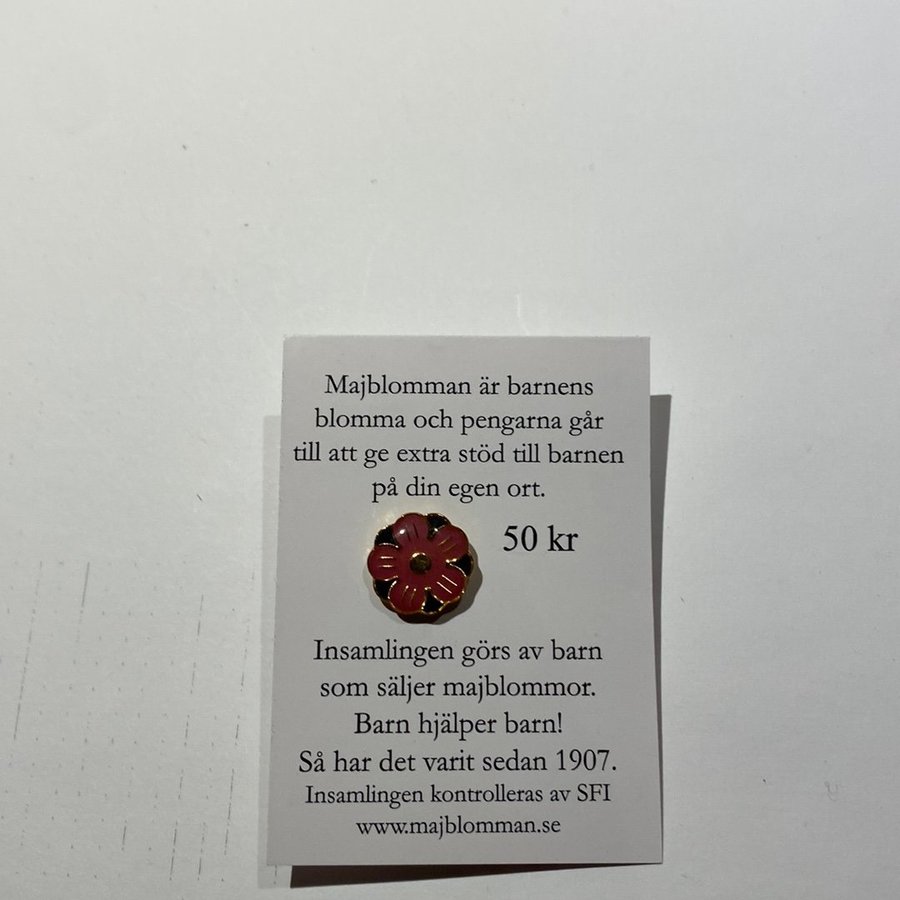 Majblomman är barnens
blomma och pengarna går
till att ge extra stöd till barnen
på din egen ort.
50 kr
Insamlingen görs av barn
som säljer majblommor.
Barn hjälper barn!
Så har det varit sedan 1907.
Insamlingen kontrolleras av SFI
www.majblomman.se